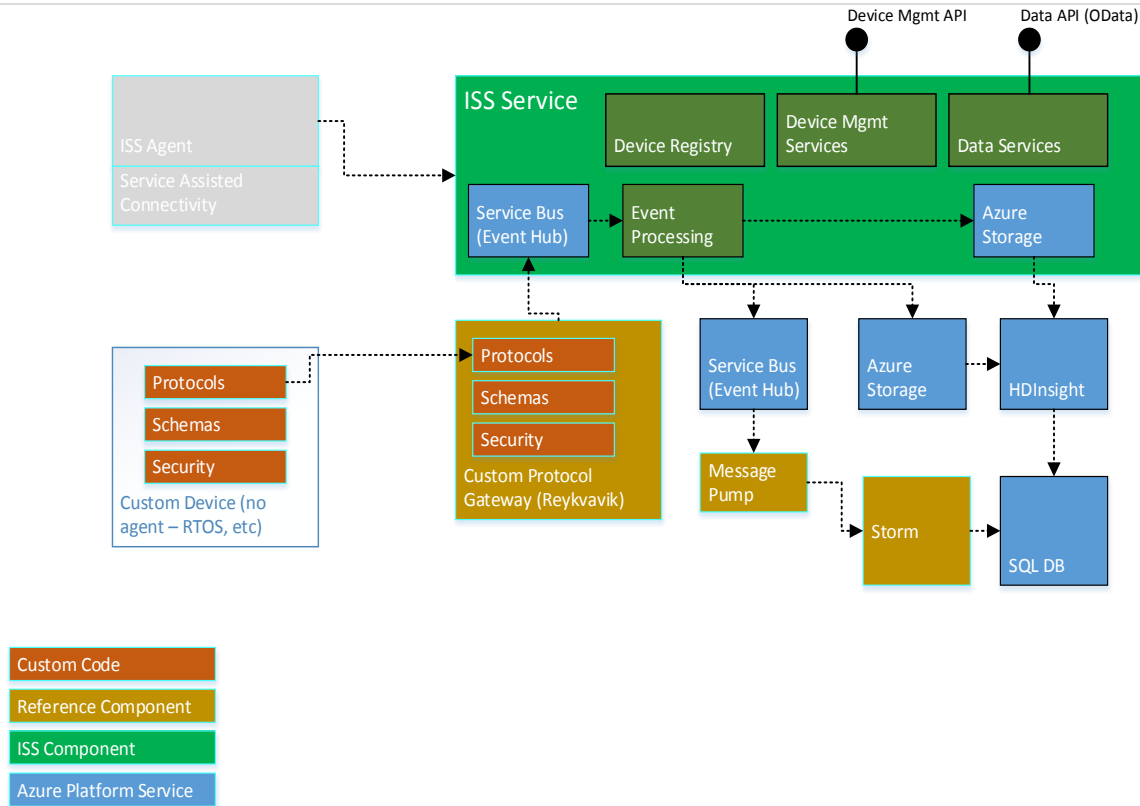 Device Mgmt API
Data API (OData)
ISS Service
ISS Agent
Service Assisted
Connectivity
Device Registry
Device Mgmt
Services
Data Services
Service Bus
(Event Hub)
Event
Processing
Azure
Storage
Protocols
Schemas
Security
Custom Device (no
agent – RTOS, etc)
Protocols
Schemas
Security
Custom Protocol
Gateway (Reykvavik)
Service Bus
(Event Hub)
Azure
Storage
HDInsight
Message
Pump
Storm
SQL DB
Custom Code
Reference Component
ISS Component
Azure Platform Service